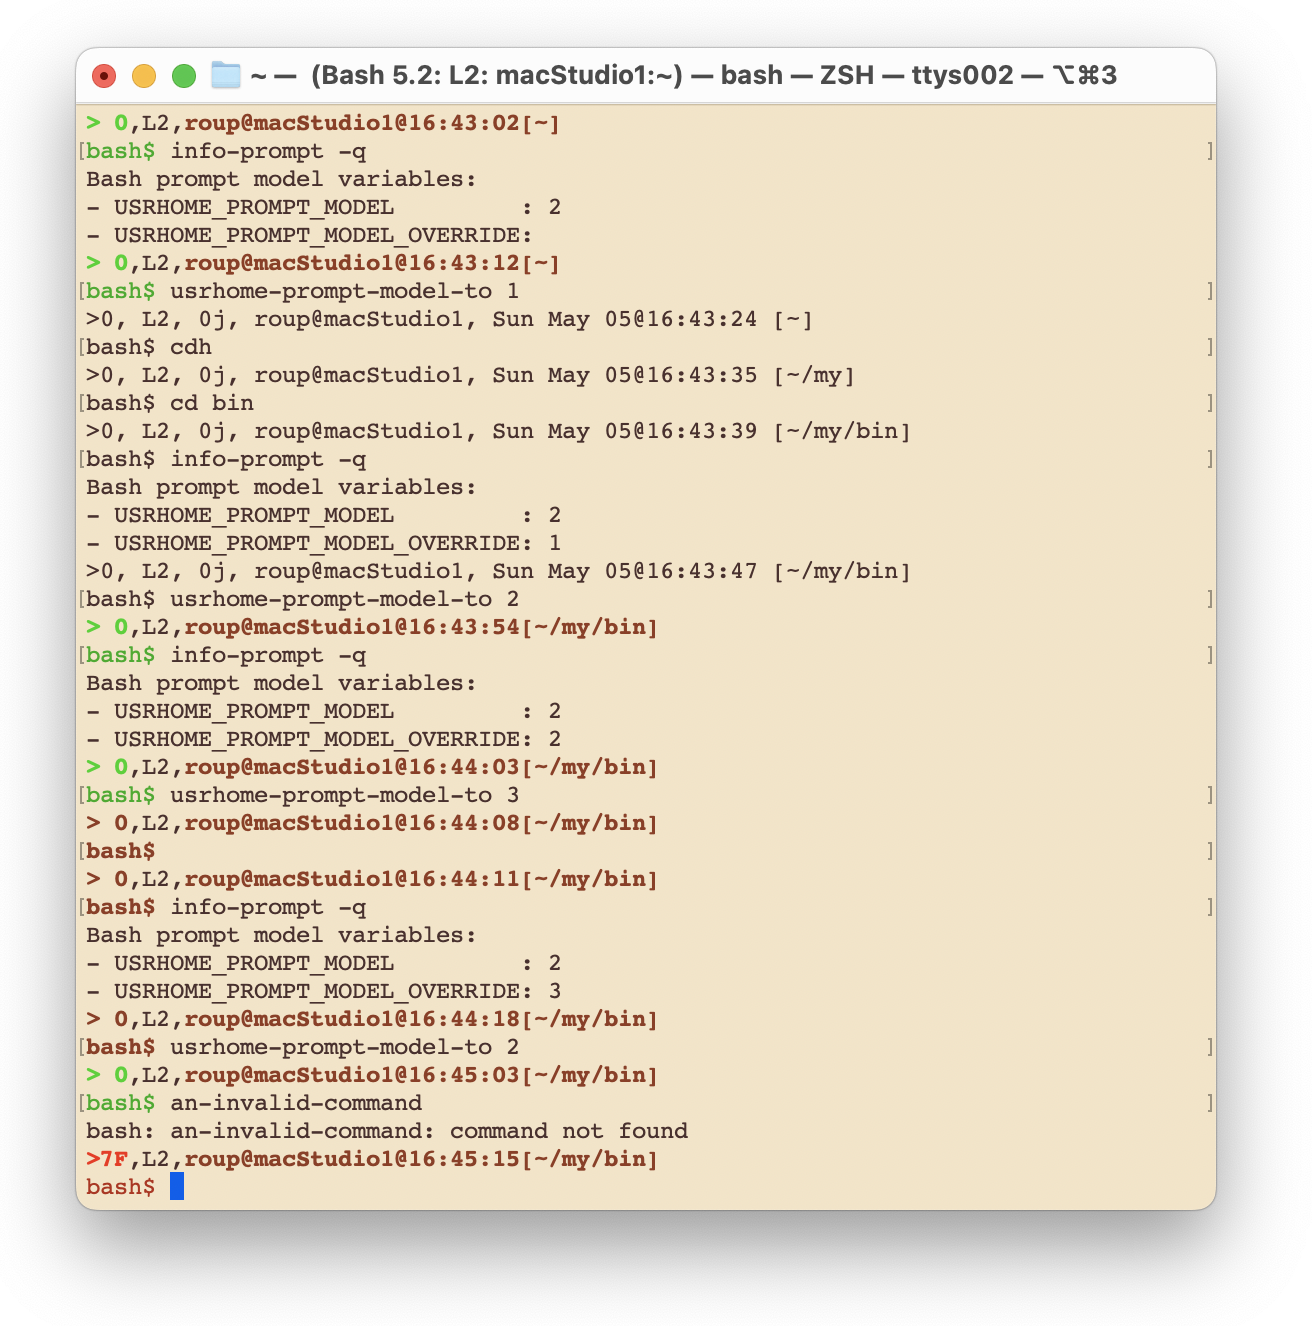 ~ — (Bash 5.2: L2: macStudio1:~) — bash — ZSH — ttys002 — ⌥⌘3
> 0,L2,roup@macStudio1@16:43:02[~]
[bash$ info-prompt -q ]
Bash prompt model variables:
- USRHOME_PROMPT_MODEL         : 2
- USRHOME_PROMPT_MODEL_OVERRIDE:
> 0,L2,roup@macStudio1@16:43:12[~]
[bash$ usrhome-prompt-model-to 1 ]
>0, L2, 0j, roup@macStudio1, Sun May 05@16:43:24 [~]
[bash$ cdh ]
>0, L2, 0j, roup@macStudio1, Sun May 05@16:43:35 [~/my]
[bash$ cd bin ]
>0, L2, 0j, roup@macStudio1, Sun May 05@16:43:39 [~/my/bin]
[bash$ info-prompt -q ]
Bash prompt model variables:
- USRHOME_PROMPT_MODEL         : 2
- USRHOME_PROMPT_MODEL_OVERRIDE: 1
>0, L2, 0j, roup@macStudio1, Sun May 05@16:43:47 [~/my/bin]
[bash$ usrhome-prompt-model-to 2 ]
> 0,L2,roup@macStudio1@16:43:54[~/my/bin]
[bash$ info-prompt -q ]
Bash prompt model variables:
- USRHOME_PROMPT_MODEL         : 2
- USRHOME_PROMPT_MODEL_OVERRIDE: 2
> 0,L2,roup@macStudio1@16:44:03[~/my/bin]
[bash$ usrhome-prompt-model-to 3 ]
> 0,L2,roup@macStudio1@16:44:08[~/my/bin]
[bash$ ]
> 0,L2,roup@macStudio1@16:44:11[~/my/bin]
[bash$ info-prompt -q ]
Bash prompt model variables:
- USRHOME_PROMPT_MODEL         : 2
- USRHOME_PROMPT_MODEL_OVERRIDE: 3
> 0,L2,roup@macStudio1@16:44:18[~/my/bin]
[bash$ usrhome-prompt-model-to 2 ]
> 0,L2,roup@macStudio1@16:45:03[~/my/bin]
[bash$ an-invalid-command ]
bash: an-invalid-command: command not found
>7F,L2,roup@macStudio1@16:45:15[~/my/bin]
bash$